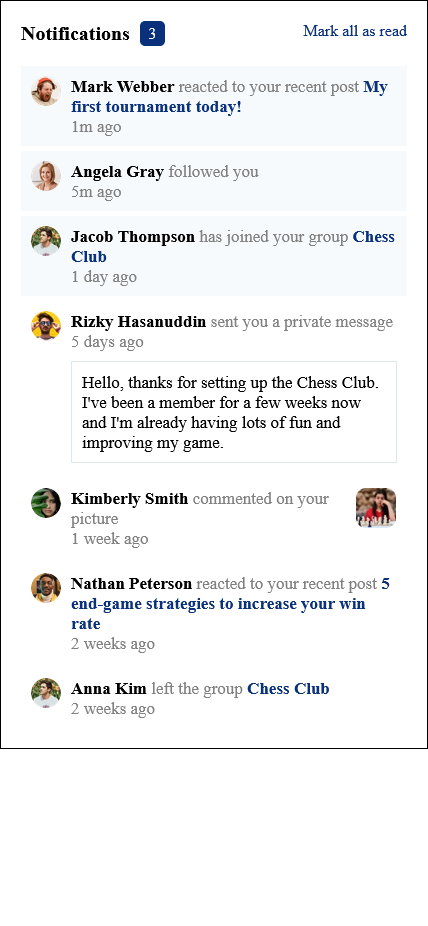 Notifications 3 Mark all as read
Mark Webber reacted to your recent post My
first tournament today!
1m ago
Angela Gray followed you
5m ago
Jacob Thompson has joined your group Chess
Club
1 day ago
Rizky Hasanuddin sent you a private message
5 days ago
Hello, thanks for setting up the Chess Club.
I've been a member for a few weeks now
and I'm already having lots of fun and
improving my game.
Kimberly Smith commented on your
picture
1 week ago
Nathan Peterson reacted to your recent post 5
end-game strategies to increase your win
rate
2 weeks ago
Anna Kim left the group Chess Club
2 weeks ago